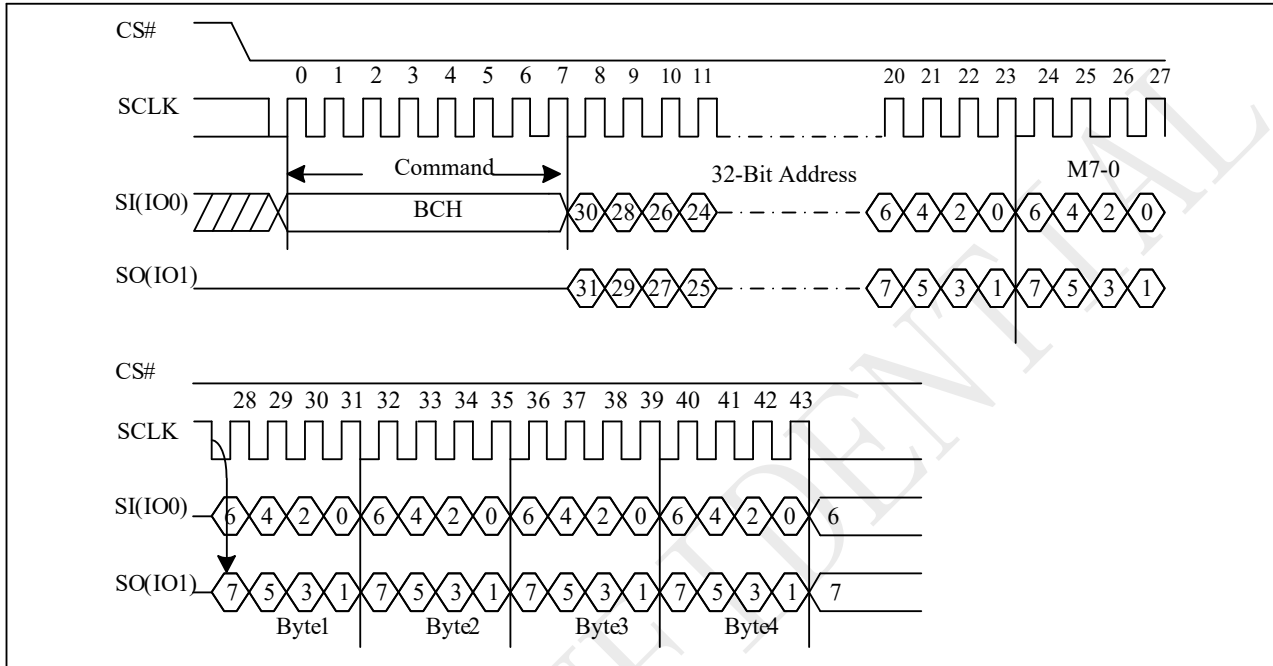 CS#
0 1 2 3 4 5 6 7 8 9 10 11 20 21 22 23 24 25 26 27
SCLK
Command 32-Bit Address M7-0
SI(IO0) BCH 30 28 26 24 6 4 2 0 6 4 2 0
SO(IO1) 31 29 27 25 7 5 3 1 7 5 3 1
CS#
28 29 30 31 32 33 34 35 36 37 38 39 40 41 42 43
SCLK
SI(IO0) 6 4 2 0 6 4 2 0 6 4 2 0 6 4 2 0 6
SO(IO1) 7 5 3 1 7 5 3 1 7 5 3 1 7 5 3 1 7
Byte1 Byte2 Byte3 Byte4
IDENTIAL